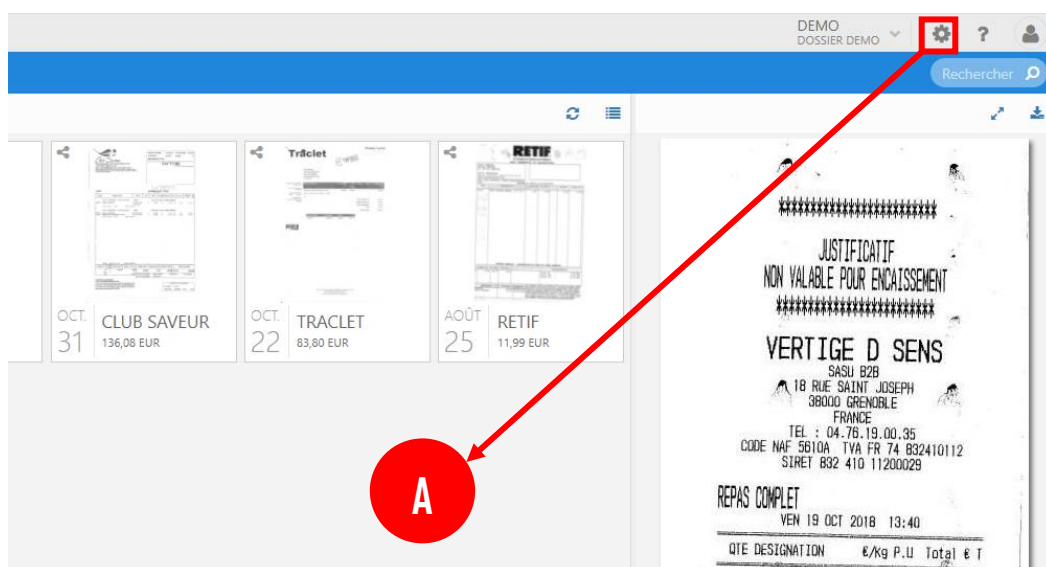 DEMO
DOSSIER DEMO
?
Rechercher
Traclet
RETIF
OCT.
31
CLUB SAVEUR
136,08 EUR
OCT.
22
TRACLET
83,80 EUR
AOÛT
25
RETIF
11,99 EUR
A
JUSTIFICATIF
NON VALABLE POUR ENCAISSEMENT
VERTIGE D SENS
SASU B2B
18 RUE SAINT JOSEPH
38000 GRENOBLE
FRANCE
TEL : 04.76.19.00.35
CODE NAF 5610A TVA FR 74 832410112
SIRET 832 410 11200029
REPAS COMPLET
VEN 19 OCT 2018 13:40
QTE DESIGNATION €/Kg P.U Total € T